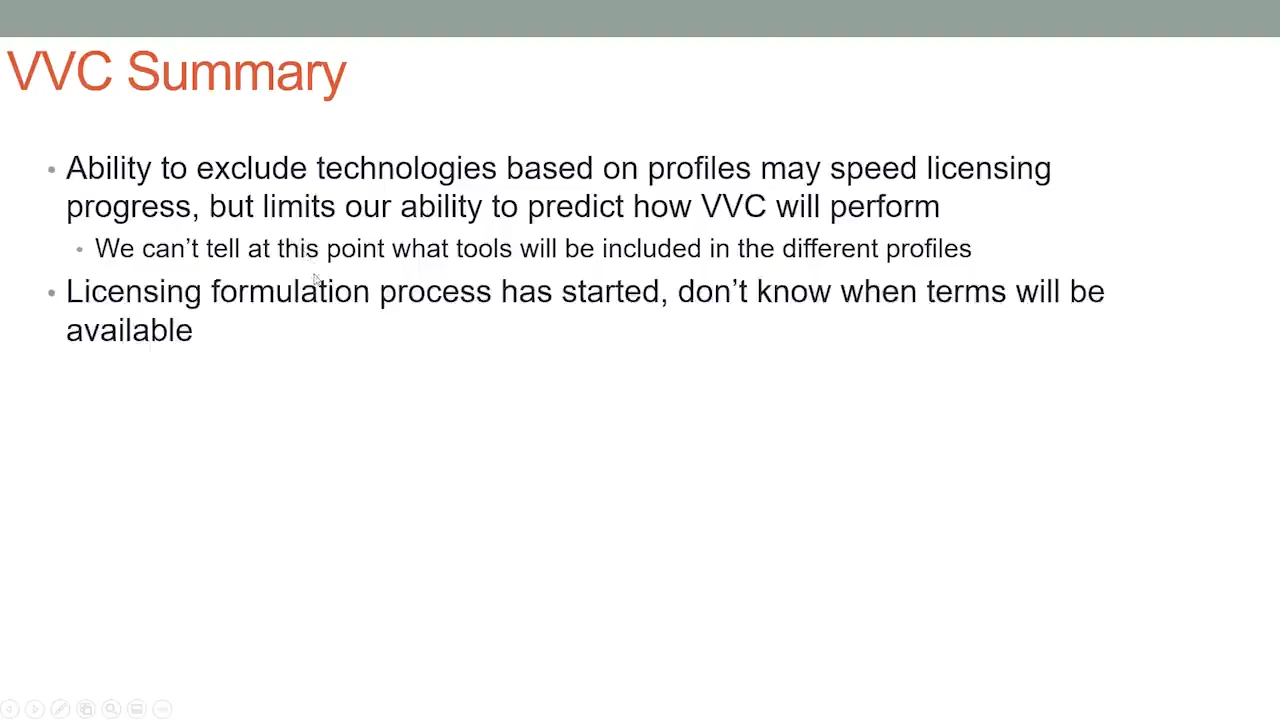 VVC Summary
• Ability to exclude technologies based on profiles may speed licensing
progress, but limits our ability to predict how VVC will perform
• We can’t tell at this point what tools will be included in the different profiles
• Licensing formulation process has started, don’t know when terms will be
available